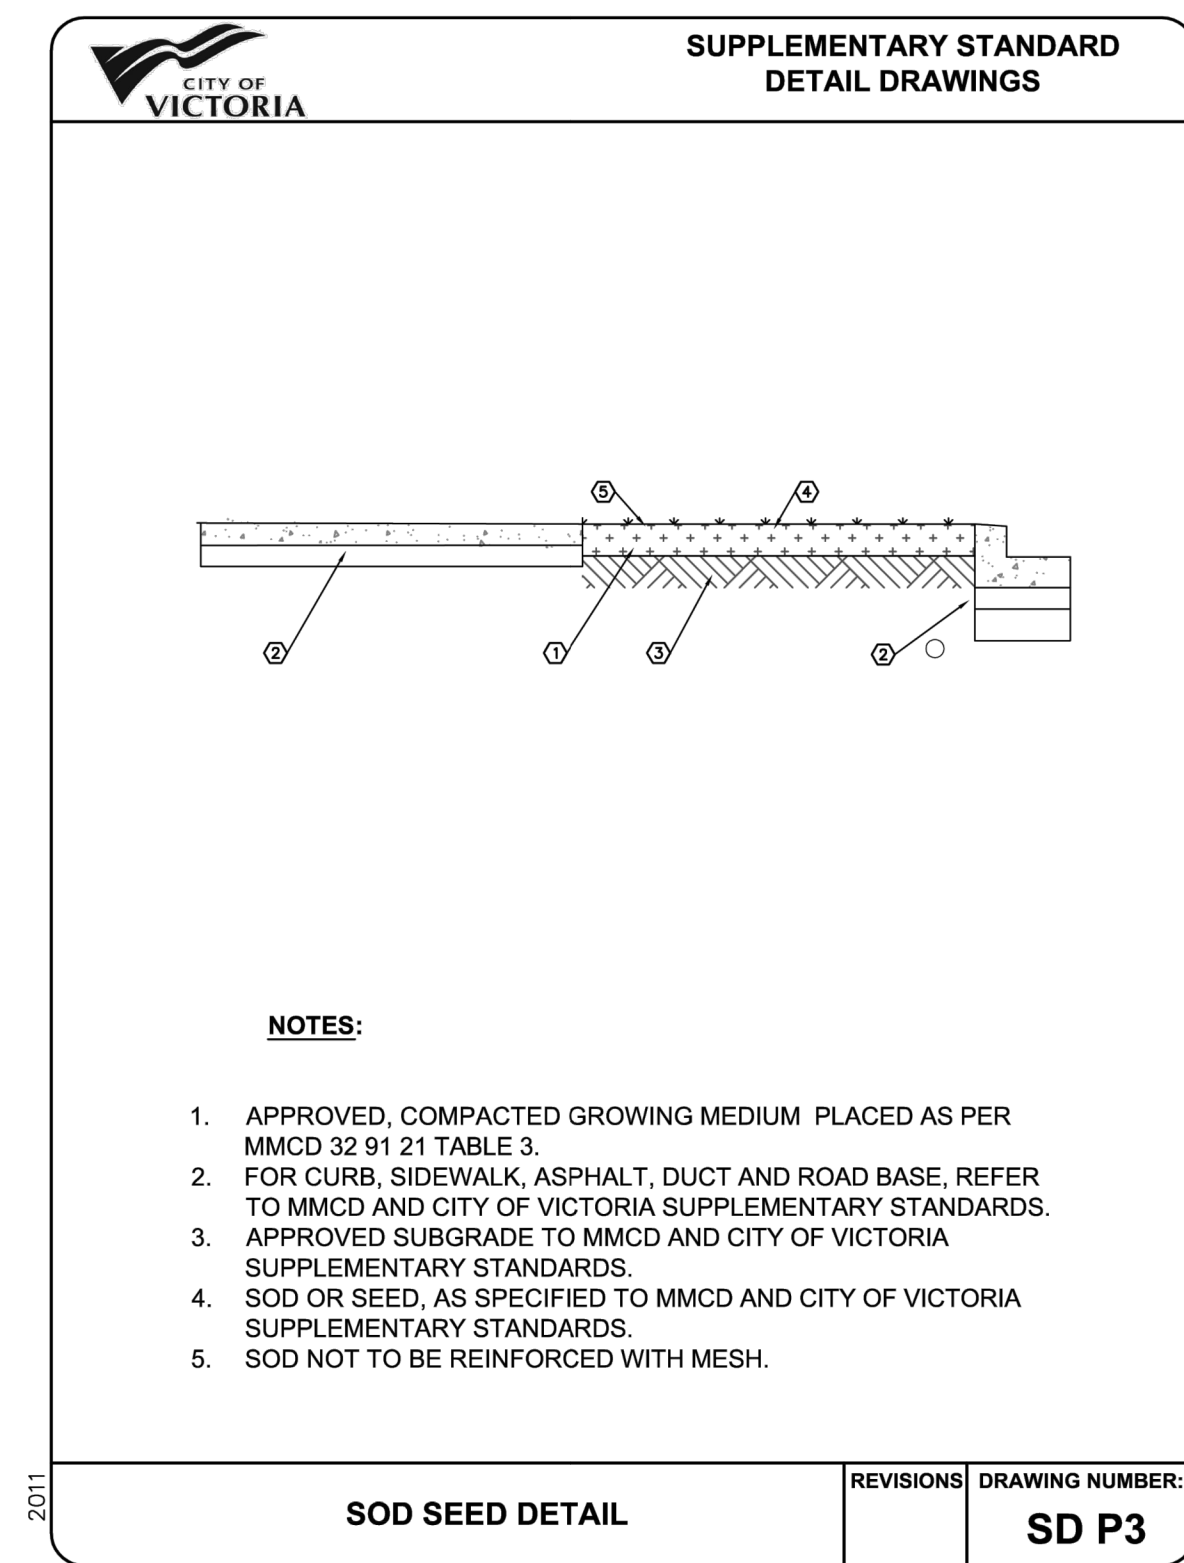 CITY OF
VICTORIA
SUPPLEMENTARY STANDARD
DETAIL DRAWINGS
5
4
2
1
3
2
NOTES:
1. APPROVED, COMPACTED GROWING MEDIUM PLACED AS PER
MMCD 32 91 21 TABLE 3.
2. FOR CURB, SIDEWALK, ASPHALT, DUCT AND ROAD BASE, REFER
TO MMCD AND CITY OF VICTORIA SUPPLEMENTARY STANDARDS.
3. APPROVED SUBGRADE TO MMCD AND CITY OF VICTORIA
SUPPLEMENTARY STANDARDS.
4. SOD OR SEED, AS SPECIFIED TO MMCD AND CITY OF VICTORIA
SUPPLEMENTARY STANDARDS.
5. SOD NOT TO BE REINFORCED WITH MESH.
2011
SOD SEED DETAIL
REVISIONS
DRAWING NUMBER:
SD P3